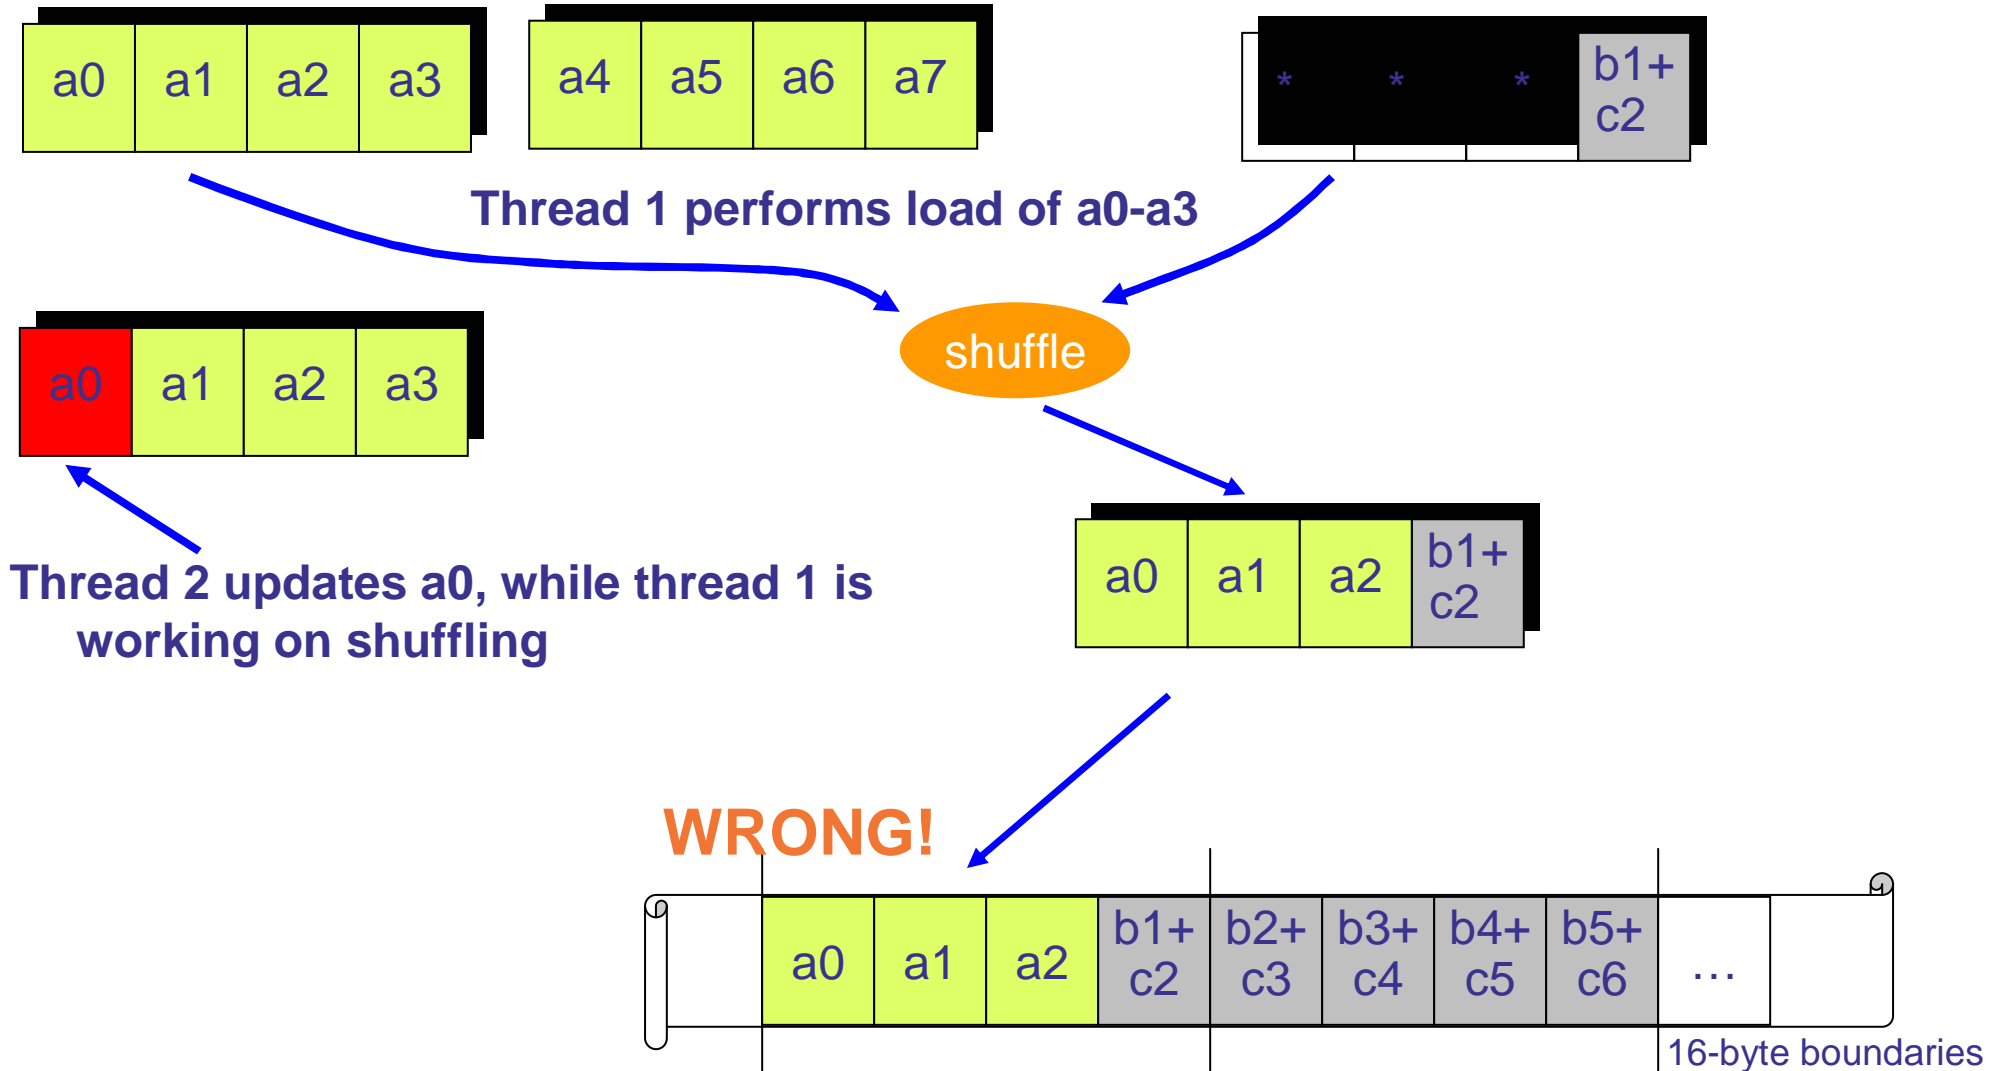 a0 a1 a2 a3 a4 a5 a6 a7 * * * b1+
c2
Thread 1 performs load of a0-a3
shuffle
a0 a1 a2 a3
Thread 2 updates a0, while thread 1 is
working on shuffling
a0 a1 a2 b1+
c2
WRONG!
a0 a1 a2 b1+ b2+ b3+ b4+ b5+ …
c2 c3 c4 c5 c6
16-byte boundaries